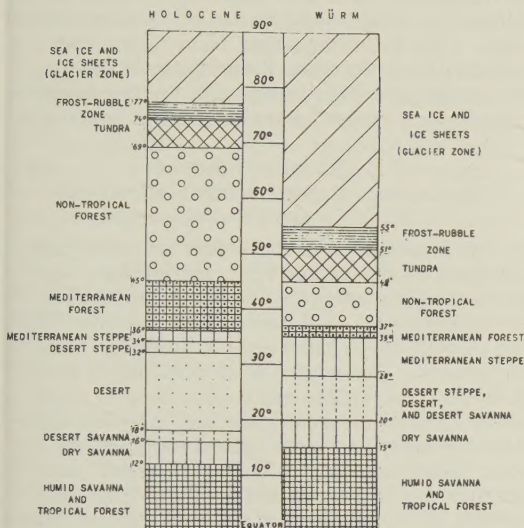 HOLOCENE WÜRM
90°
80°
70°
60°
50°
40°
30°
20°
10°
EQUATOR
SEA ICE AND
ICE SHEETS
(GLACIER ZONE)
77°
FROST-RUBBLE
ZONE
74°
TUNDRA
69°
NON-TROPICAL
FOREST
45°
MEDITERRANEAN
FOREST
36°
MEDITERRANEAN STEPPE
34°
DESERT STEPPE
32°
DESERT
18°
DESERT SAVANNA
16°
DRY SAVANNA
12°
HUMID SAVANNA
AND
TROPICAL FOREST
SEA ICE AND
ICE SHEETS
(GLACIER ZONE)
55°
FROST-RUBBLE
ZONE
51°
TUNDRA
NON-TROPICAL
FOREST
37°
MEDITERRANEAN FOREST
35°
MEDITERRANEAN STEPPE
28°
DESERT STEPPE,
DESERT,
AND DESERT SAVANNA
20°
DRY SAVANNA
15°
HUMID SAVANNA
AND
TROPICAL FOREST